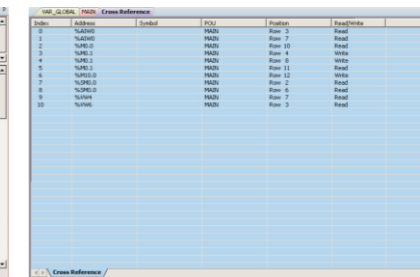 VAR_GLOBAL MAIN Cross Reference
Index Address Symbol POU Position Read/Write
0 %AIW0 MAIN Row 3 Read
1 %AIW0 MAIN Row 7 Read
2 %M0.0 MAIN Row 10 Read
3 %M0.1 MAIN Row 4 Write
4 %M0.1 MAIN Row 8 Write
5 %M0.1 MAIN Row 11 Read
6 %M10.0 MAIN Row 12 Write
7 %SM0.0 MAIN Row 2 Read
8 %SM0.0 MAIN Row 6 Read
9 %VW4 MAIN Row 7 Read
10 MAIN Row 3 Read
Cross Reference